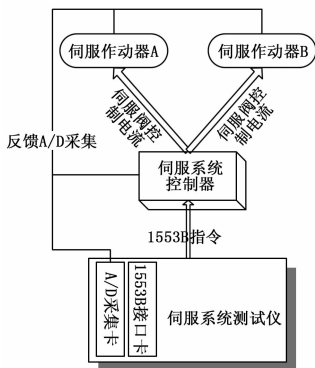 伺服作动器A
伺服作动器B
伺服阀控
制电流
伺服阀控
制电流
反馈A/D采集
伺服系统
控制器
1553B指令
A/D采集卡
1553B接口卡
伺服系统测试仪